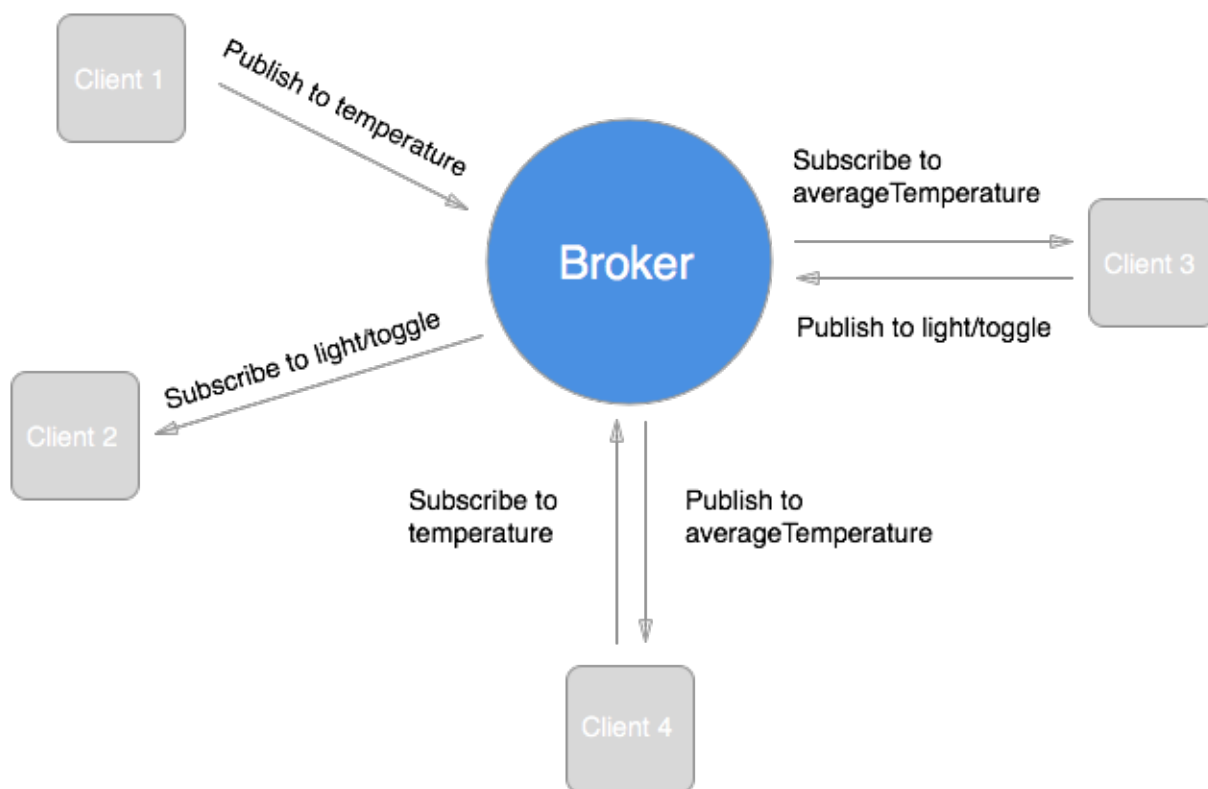 Client 1
Publish to temperature
Broker
Subscribe to
averageTemperature
Client 3
Publish to light/toggle
Subscribe to light/toggle
Client 2
Subscribe to
temperature
Publish to
averageTemperature
Client 4